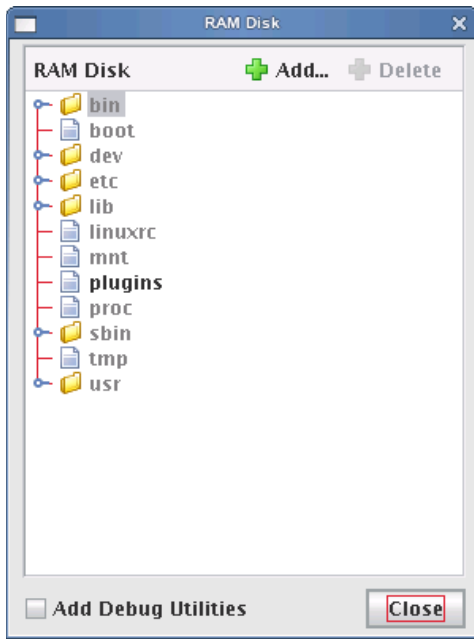 RAM Disk
RAM Disk Add... Delete
bin
boot
dev
etc
lib
linuxrc
mnt
plugins
proc
sbin
tmp
usr
Add Debug Utilities Close